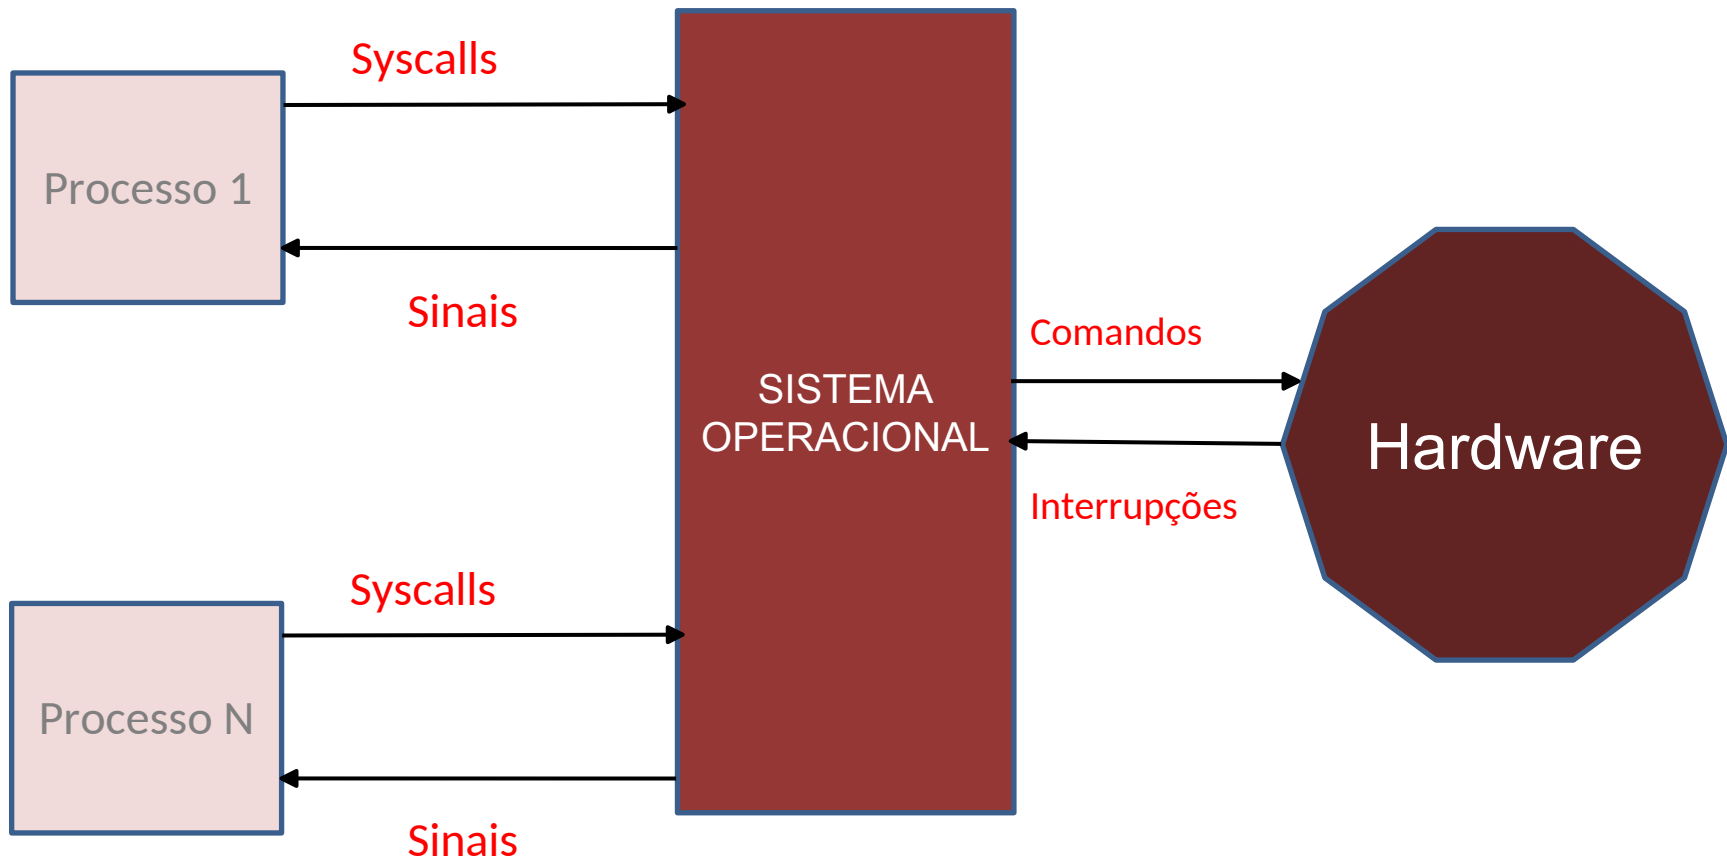 Syscalls
Processo 1
Sinais
SISTEMA
OPERACIONAL
Comandos
Interrupções
Hardware
Syscalls
Processo N
Sinais